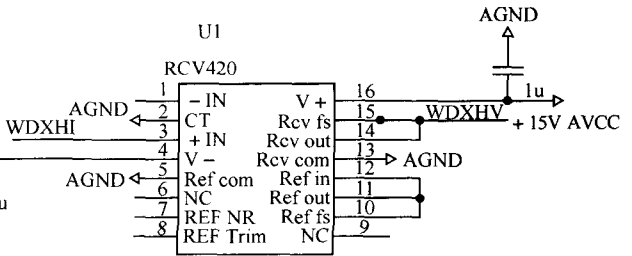 AGND
U1
RCV420
1 – IN V + 16 1u
AGND 2 CT Rcv fs 15 WDXHV + 15V AVCC
WDXHI 3 + IN Rcv out 14
4 V – Rcv com 13 AGND
AGND 5 Ref com Ref in 12
6 NC Ref out 11
u 7 REF NR Ref fs 10
8 REF Trim NC 9